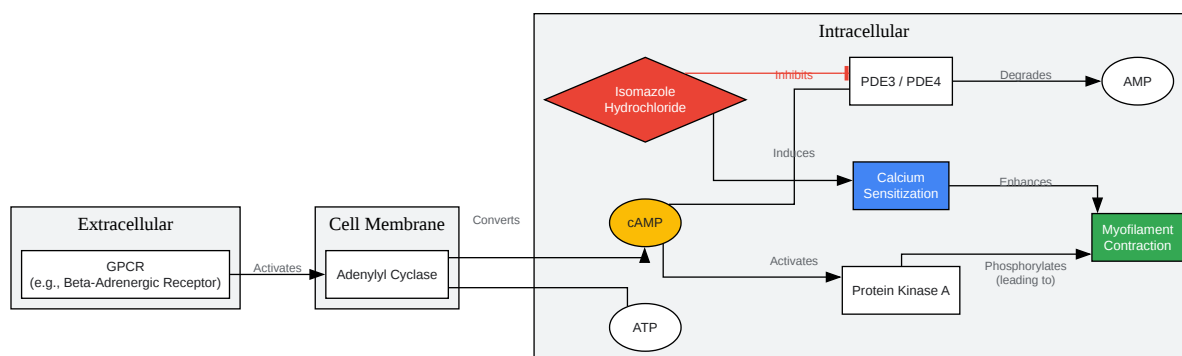 Intracellular
Inhibits
Isomazole
Hydrochloride
PDE3 / PDE4
Degrades
AMP
Induces
Calcium
Sensitization
Enhances
Extracellular
Cell Membrane
Converts
cAMP
Myofilament
Contraction
GPCR
(e.g., Beta-Adrenergic Receptor)
Activates
Adenylyl Cyclase
Activates
Protein Kinase A
Phosphorylates
(leading to)
ATP